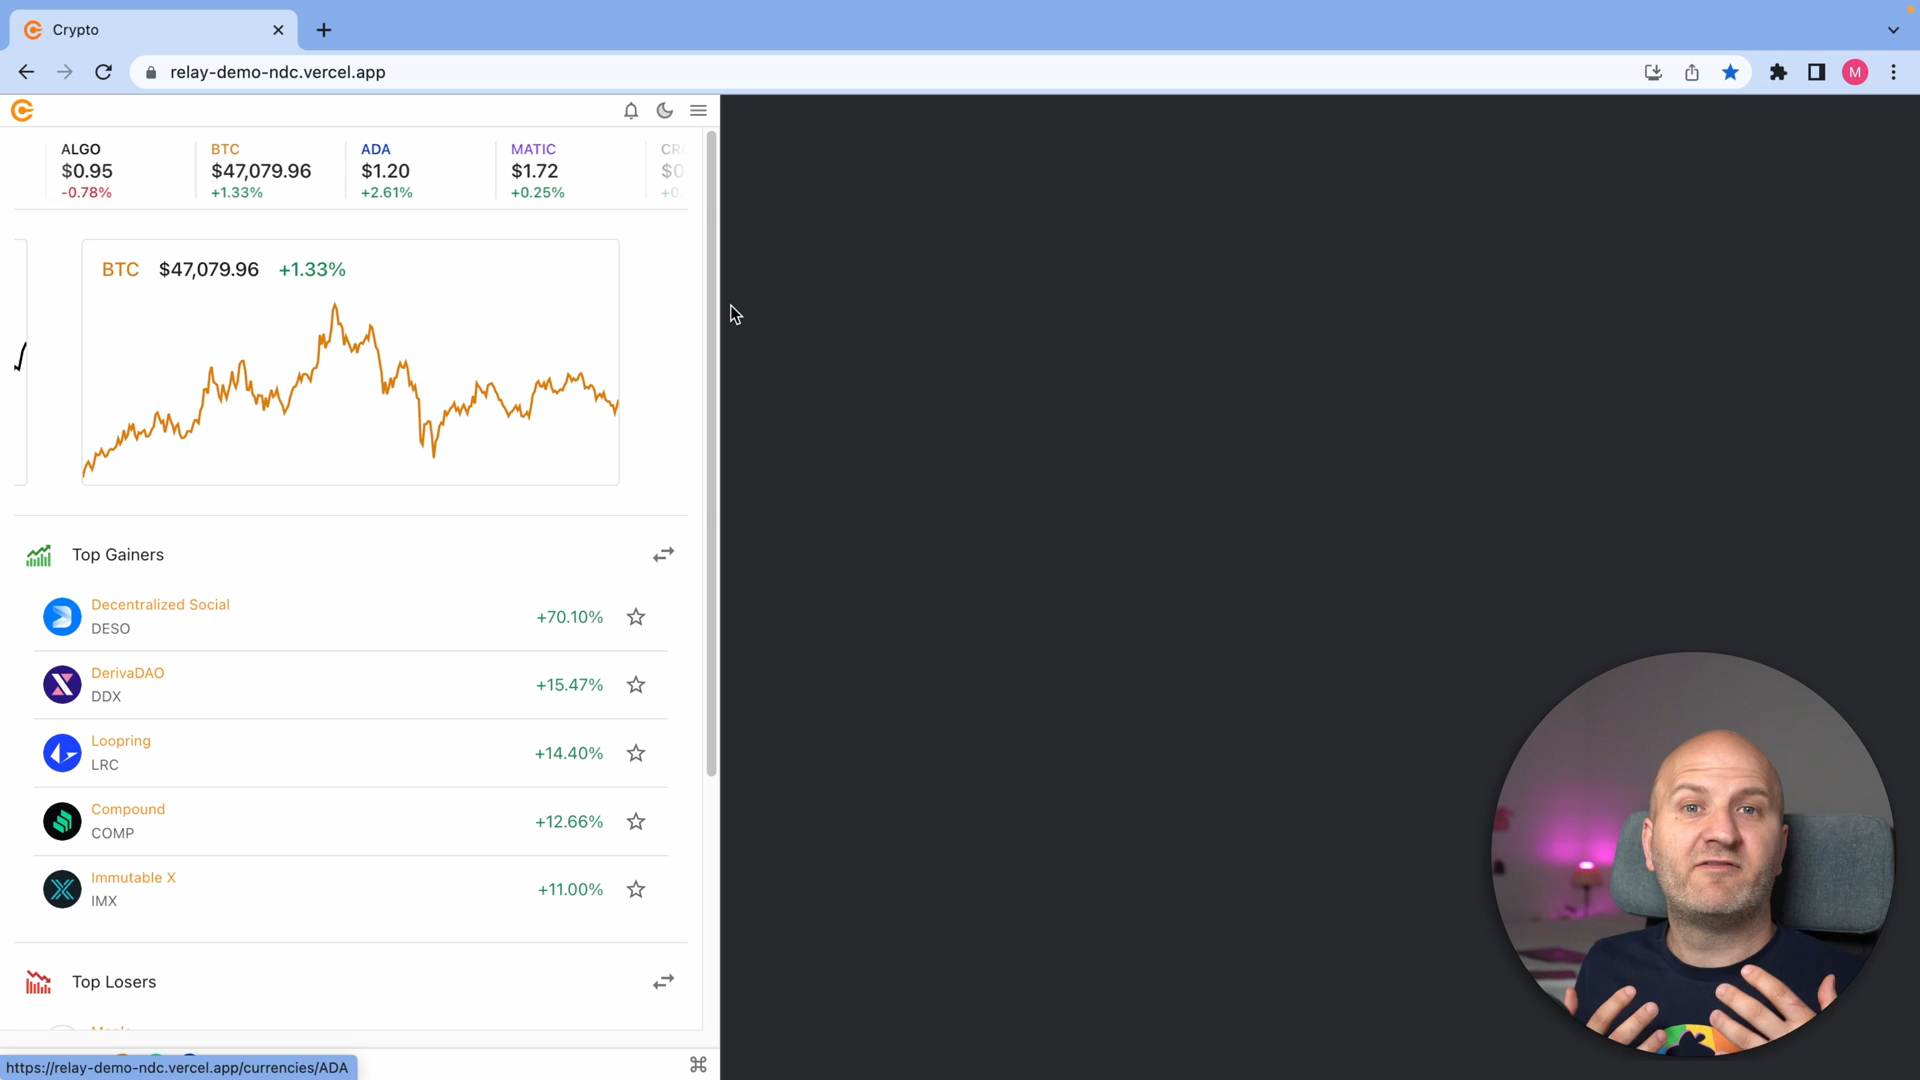 Crypto
relay-demo-ndc.vercel.app
M
ALGO
$0.95
-0.78%
BTC
$47,079.96
+1.33%
ADA
$1.20
+2.61%
MATIC
$1.72
+0.25%
CR
$0
+0.
BTC $47,079.96 +1.33%
Top Gainers
Decentralized Social
DESO
+70.10%
DerivaDAO
DDX
+15.47%
Loopring
LRC
+14.40%
Compound
COMP
+12.66%
Immutable X
IMX
+11.00%
Top Losers
https://relay-demo-ndc.vercel.app/currencies/ADA